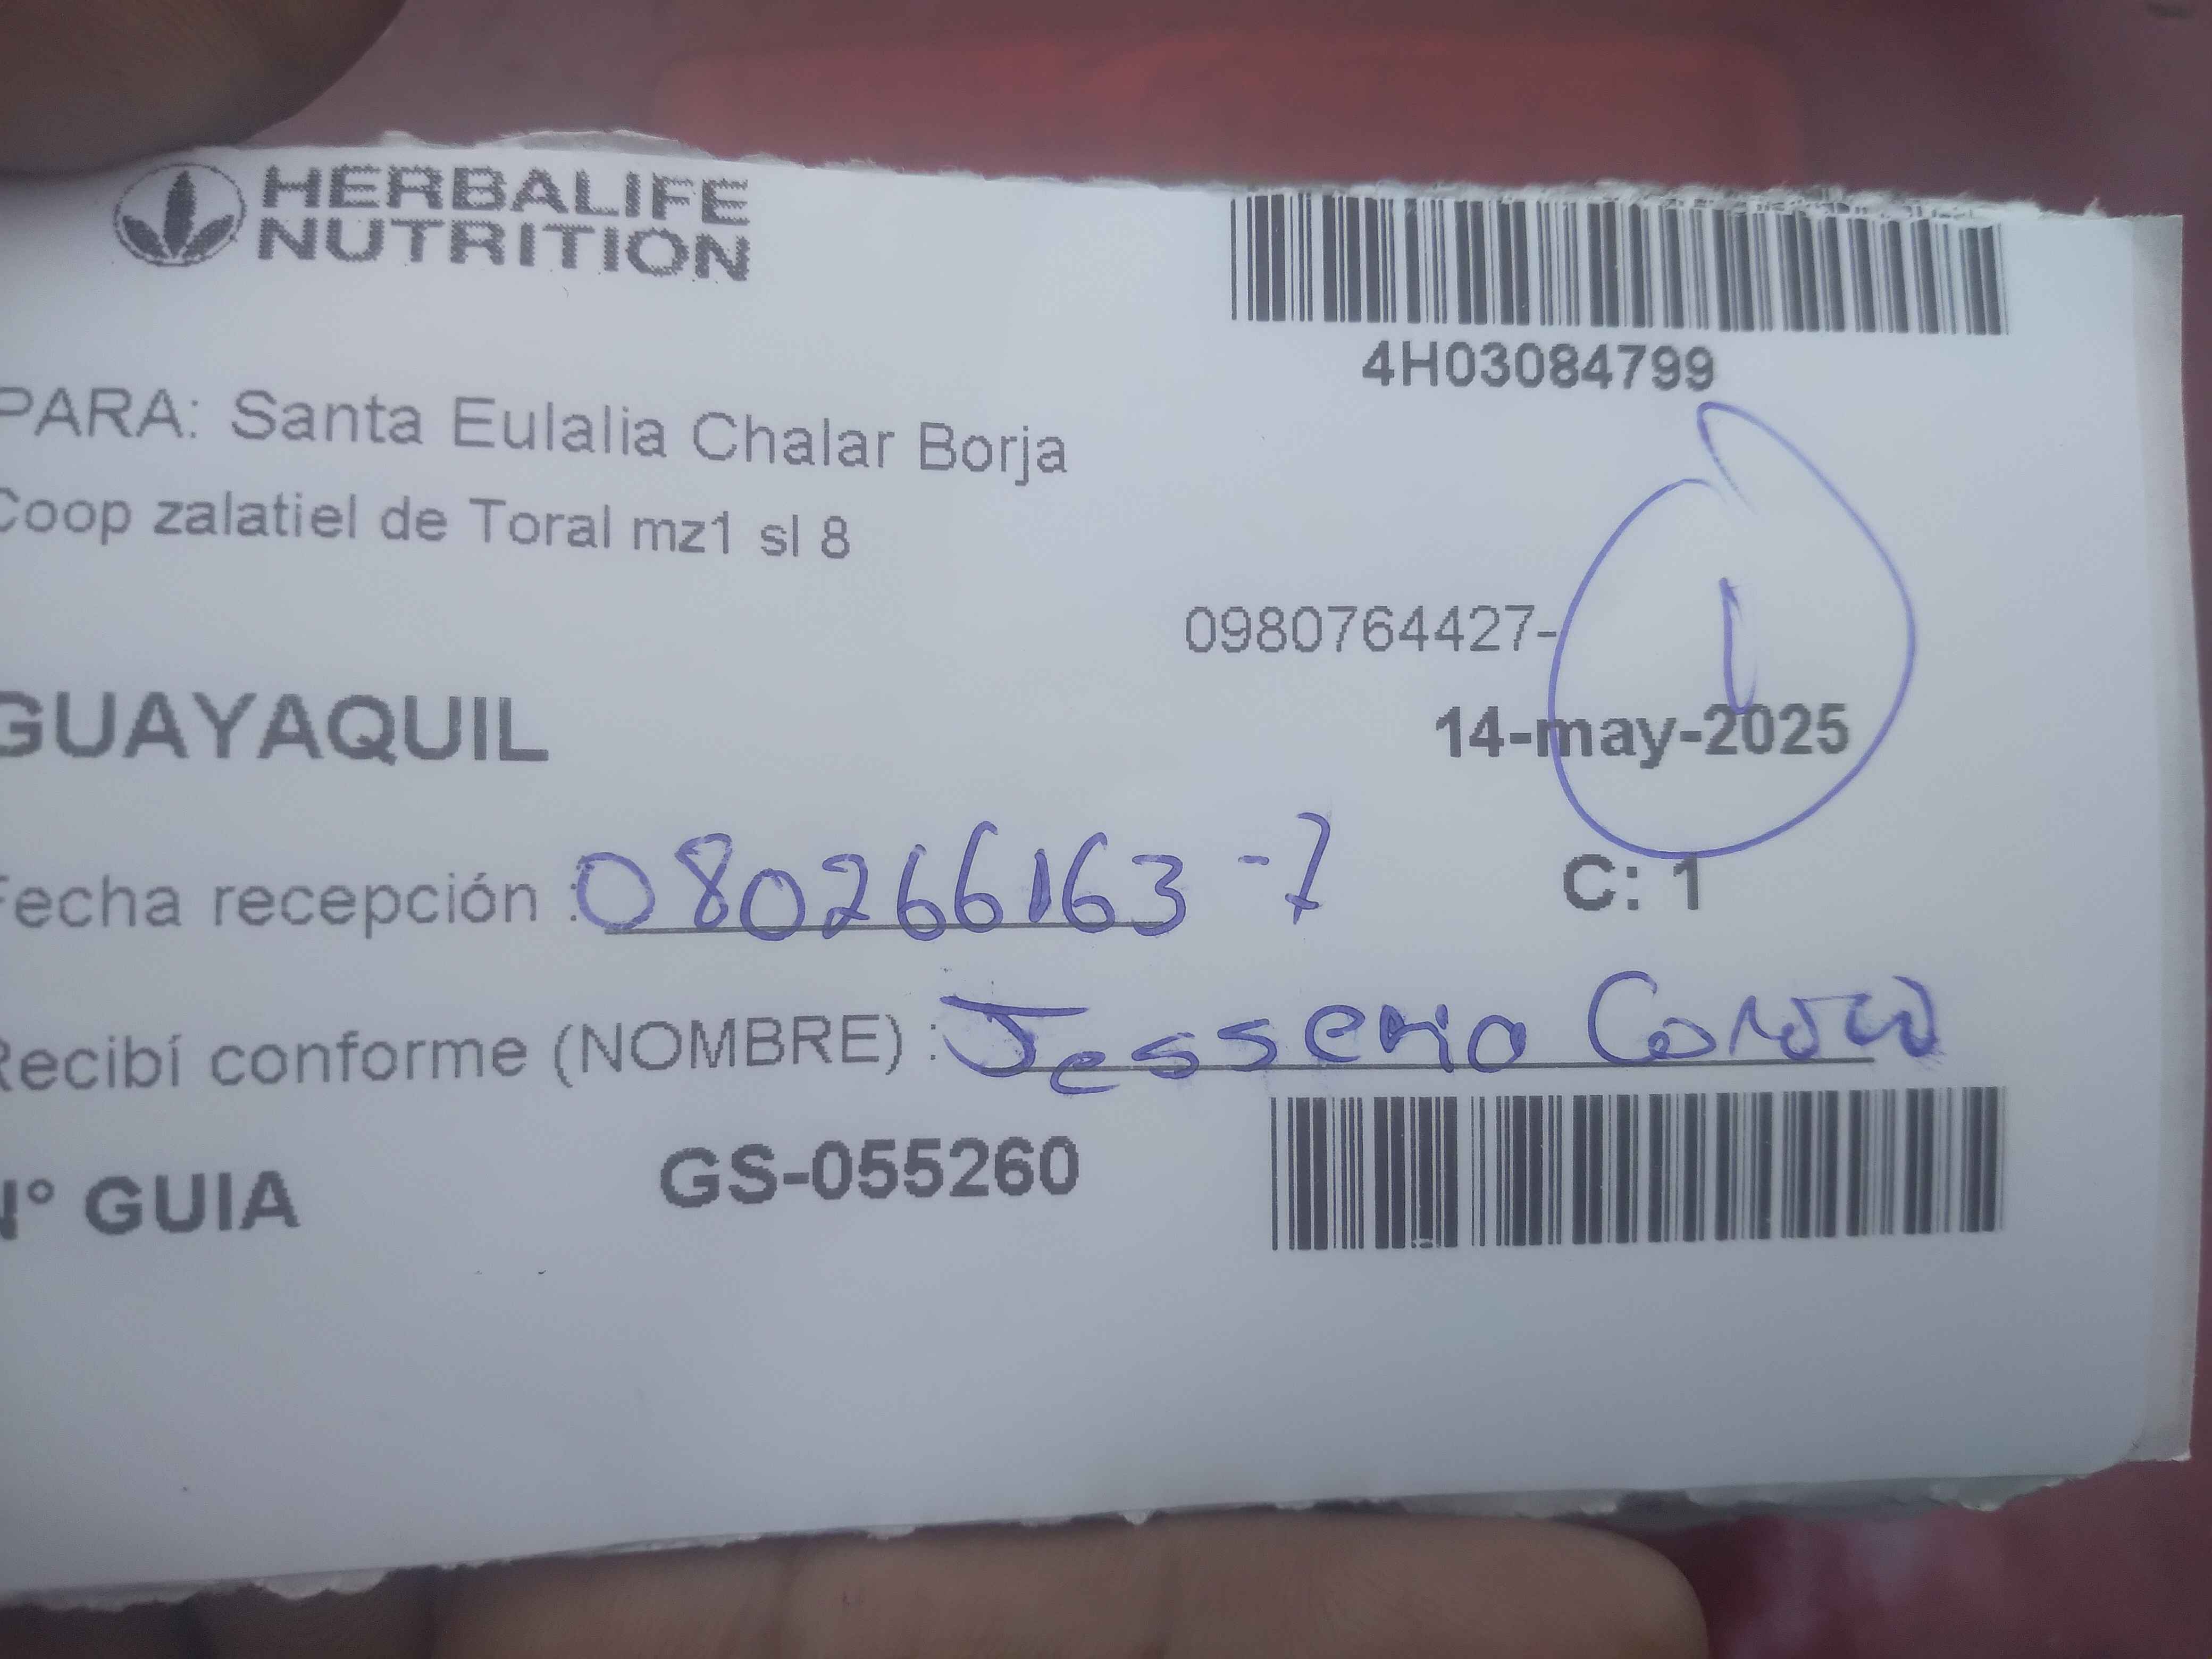 HERBALIFE
NUTRITION
4H03084799
PARA: Santa Eulalia Chalar Borja
Coop zalatiel de Toral mz1 sl 8
0980764427-
1
GUAYAQUIL
14-may-2025
Fecha recepción : 080266163-7
C: 1
Recibí conforme (NOMBRE) :
N° GUIA GS-055260